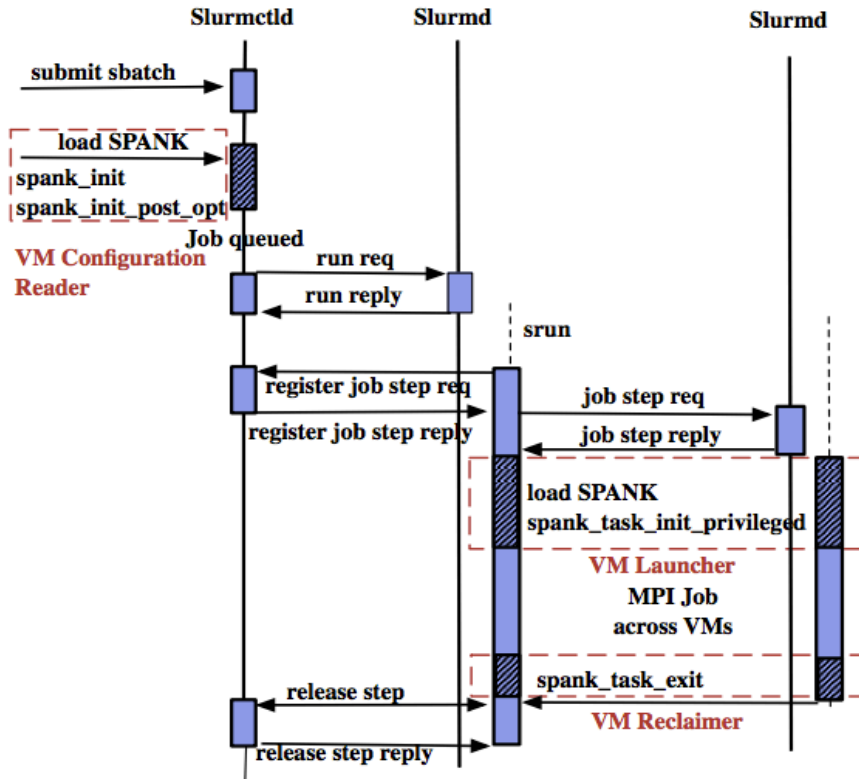 Slurmctld
Slurmd
Slurmd
submit sbatch
load SPANK
spank_init
spank_init_post_opt
Job queued
VM Configuration
Reader
run req
run reply
srun
register job step req
register job step reply
job step req
job step reply
load SPANK
spank_task_init_privileged
VM Launcher
MPI Job
across VMs
spank_task_exit
release step
VM Reclaimer
release step reply